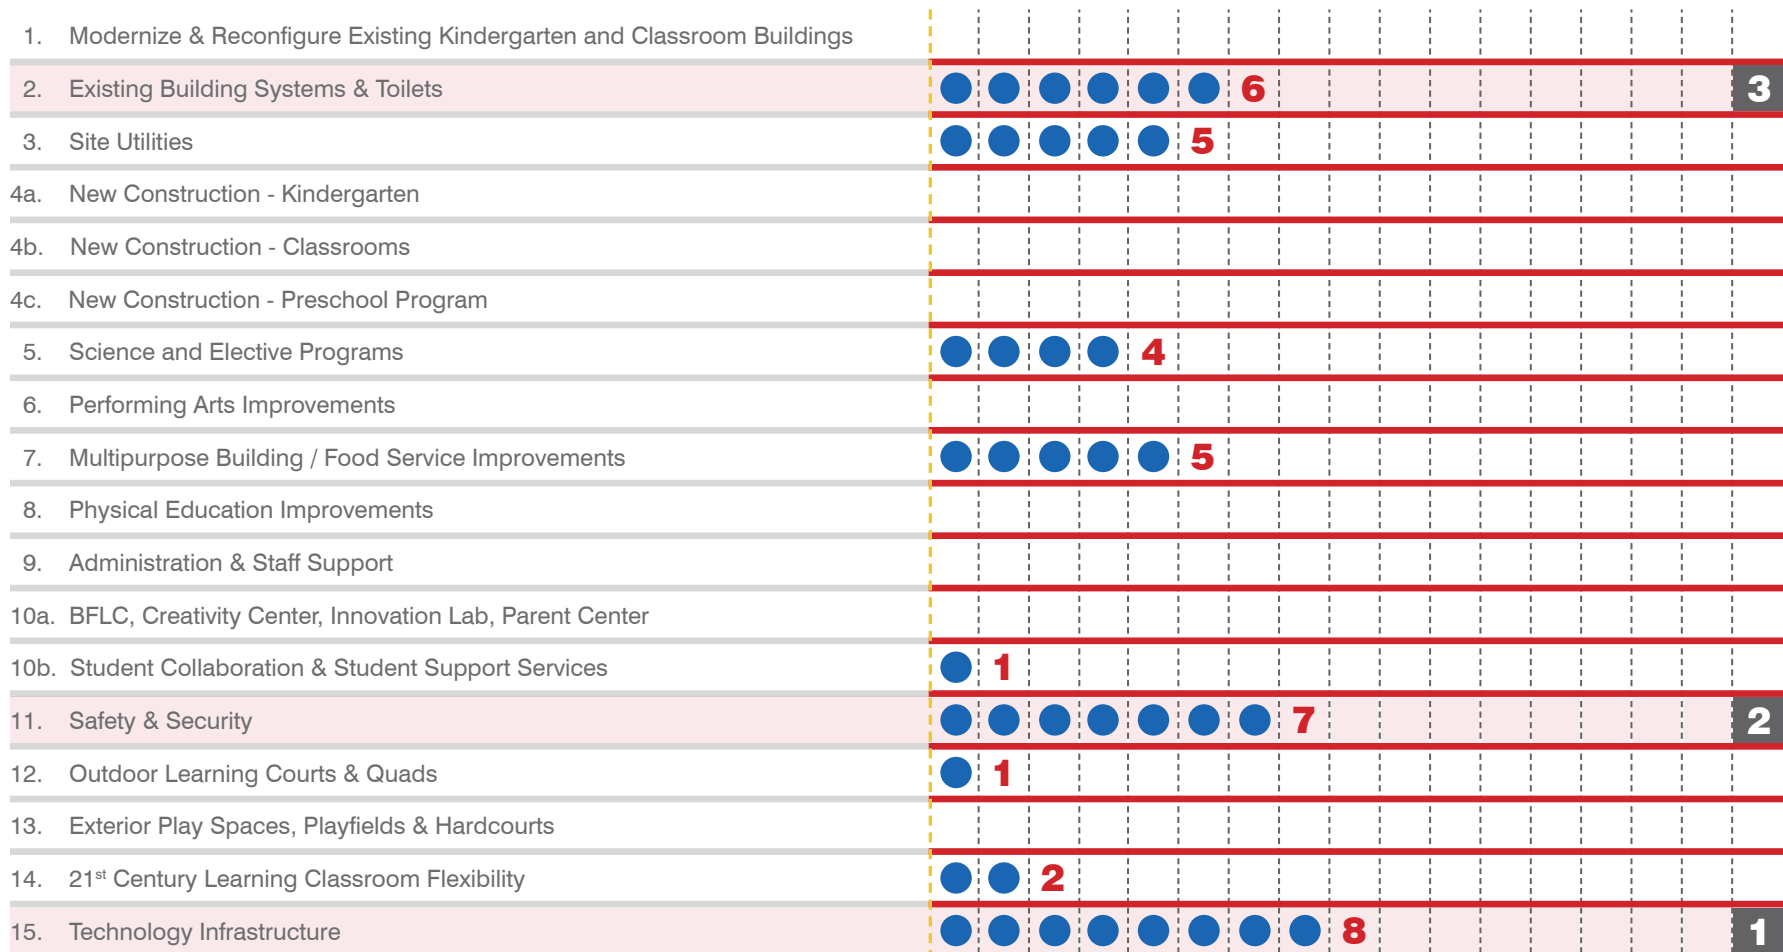 1. Modernize & Reconfigure Existing Kindergarten and Classroom Buildings
2. Existing Building Systems & Toilets 6 3
3. Site Utilities 5
4a. New Construction - Kindergarten
4b. New Construction - Classrooms
4c. New Construction - Preschool Program
5. Science and Elective Programs 4
6. Performing Arts Improvements
7. Multipurpose Building / Food Service Improvements 5
8. Physical Education Improvements
9. Administration & Staff Support
10a. BFLC, Creativity Center, Innovation Lab, Parent Center
10b. Student Collaboration & Student Support Services 1
11. Safety & Security 7 2
12. Outdoor Learning Courts & Quads 1
13. Exterior Play Spaces, Playfields & Hardcourts
14. 21st Century Learning Classroom Flexibility 2
15. Technology Infrastructure 8 1